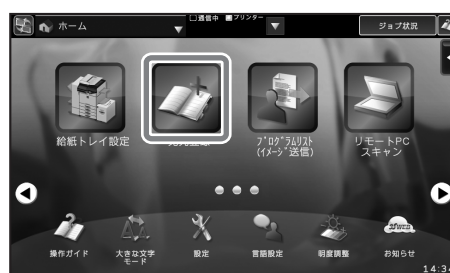 ホーム
通信中
プリンター
ジョブ状況
給紙トレイ設定
ﾌﾟﾛｸﾞﾗﾑﾘｽﾄ
(ｲﾒｰｼﾞ送信)
リモートPC
スキャン
操作ガイド
大きな文字
モード
設定
言語設定
明度調整
お知らせ